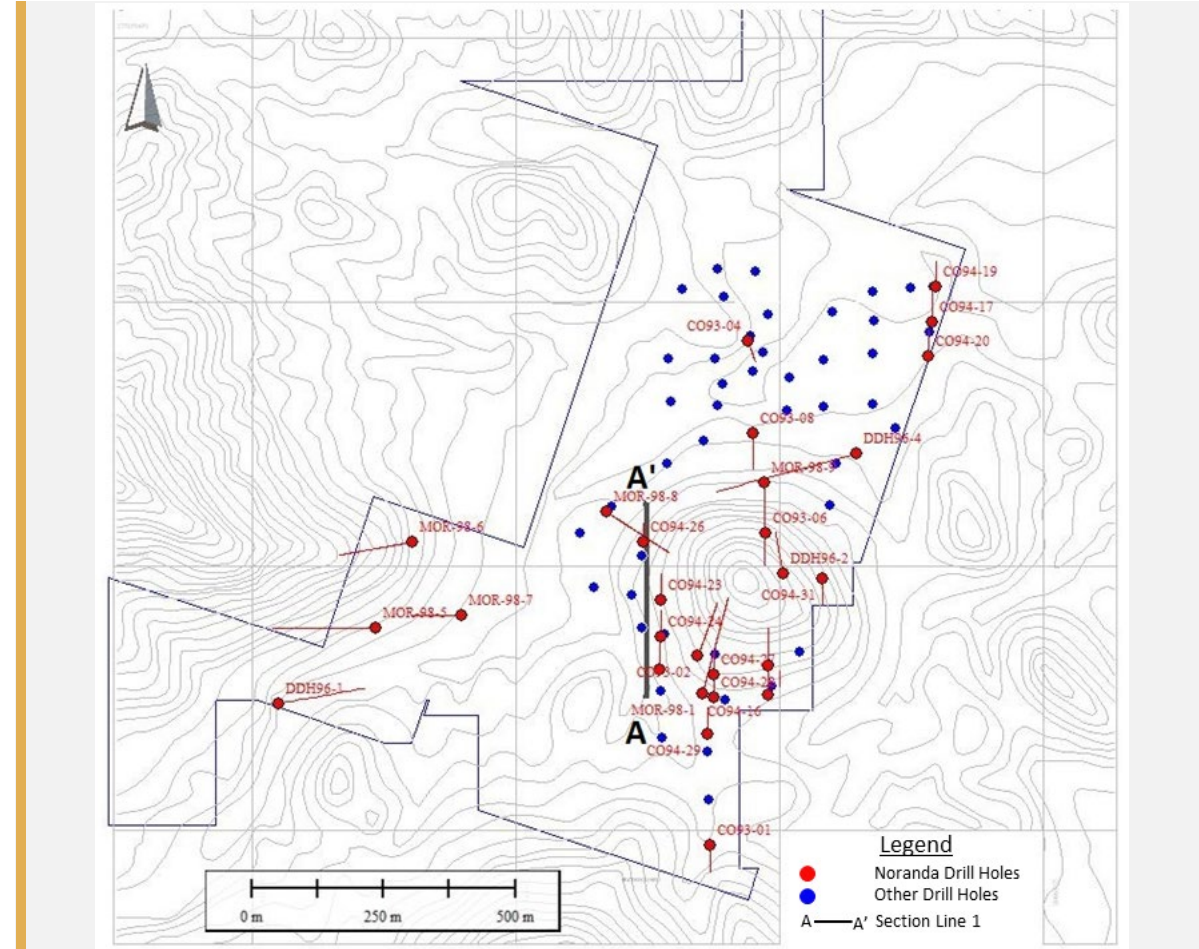 CO94-19
CO94-17
CO93-04
CO94-20
CO93-08
DDH96-4
MOR-98-9
A'
MOR-98-8
CO93-06
MOR-98-6
CO94-26
DDH96-2
CO94-23
CO94-31
MOR-98-7
MOR-98-5
CO94-24
CO94-27
CO93-02
CO94-28
DDH96-1
MOR-98-1
CO94-16
A
CO94-29
CO93-01
Legend
Noranda Drill Holes
Other Drill Holes
A A' Section Line 1
0 m 250 m 500 m